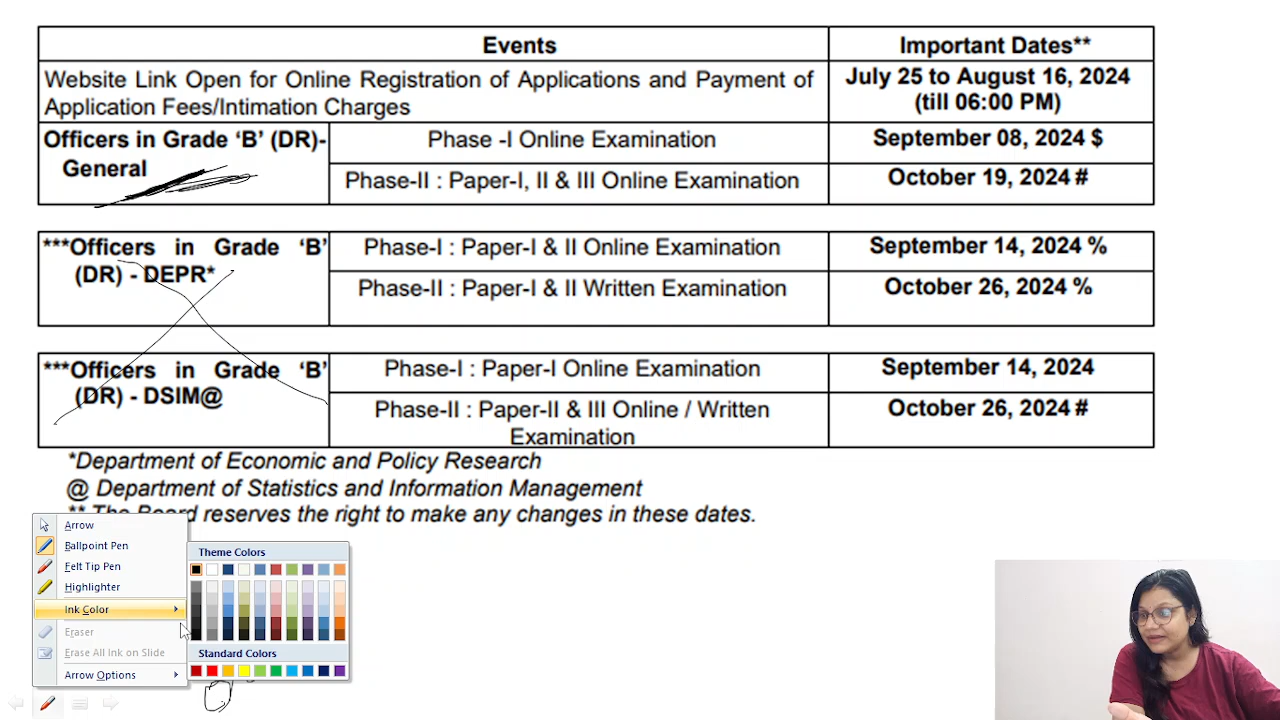 Events Important Dates**
Website Link Open for Online Registration of Applications and Payment of July 25 to August 16, 2024
Application Fees/Intimation Charges (till 06:00 PM)
Officers in Grade ‘B’ (DR)- Phase -I Online Examination September 08, 2024 $
General Phase-II : Paper-I, II & III Online Examination October 19, 2024 #
***Officers in Grade ‘B’ Phase-I : Paper-I & II Online Examination September 14, 2024 %
(DR) - DEPR* Phase-II : Paper-I & II Written Examination October 26, 2024 %
***Officers in Grade ‘B’ Phase-I : Paper-I Online Examination September 14, 2024
(DR) - DSIM@ Phase-II : Paper-II & III Online / Written October 26, 2024 #
Examination
*Department of Economic and Policy Research
@ Department of Statistics and Information Management
** The Board reserves the right to make any changes in these dates.
Arrow
Ballpoint Pen
Felt Tip Pen
Highlighter
Ink Color
Eraser
Erase All Ink on Slide
Arrow Options
Theme Colors
Standard Colors